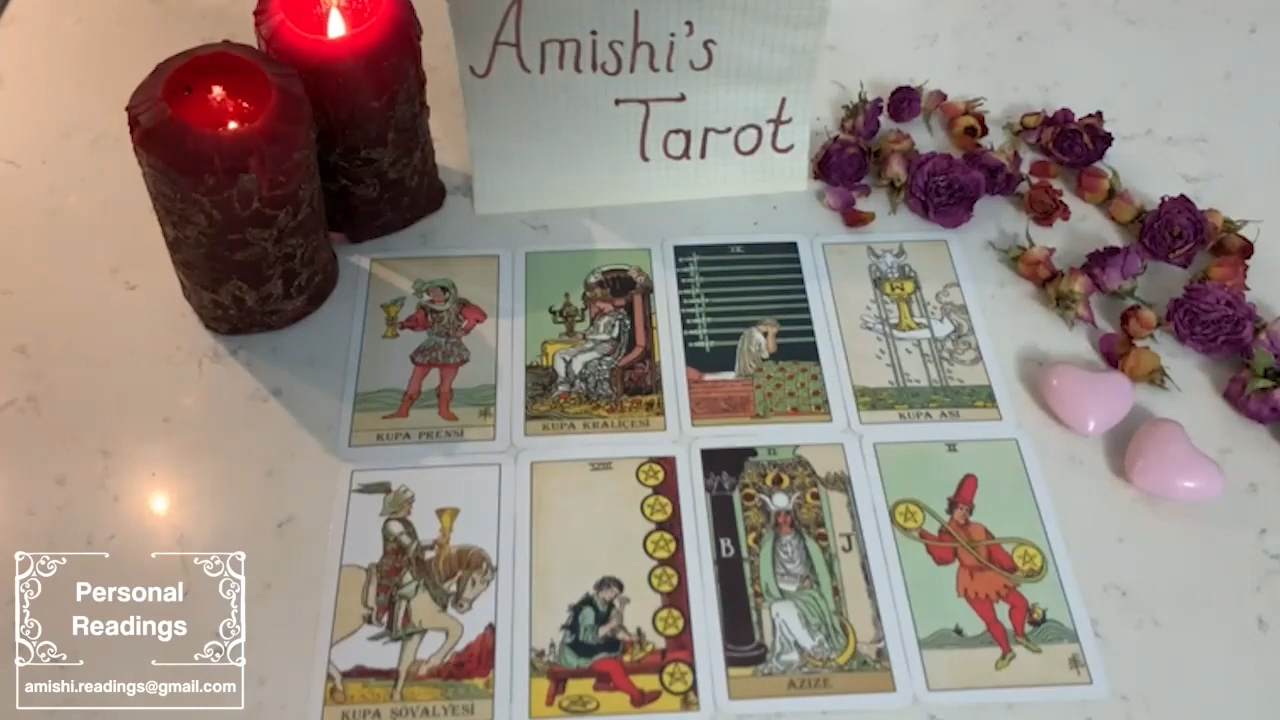 Amishi's
Tarot
IX
KUPA PRENSİ
KUPA KRALİÇESİ
KUPA ASI
VIII
II
II
B
J
KUPA ŞÖVALYESİ
AZİZE
Personal
Readings
amishi.readings@gmail.com